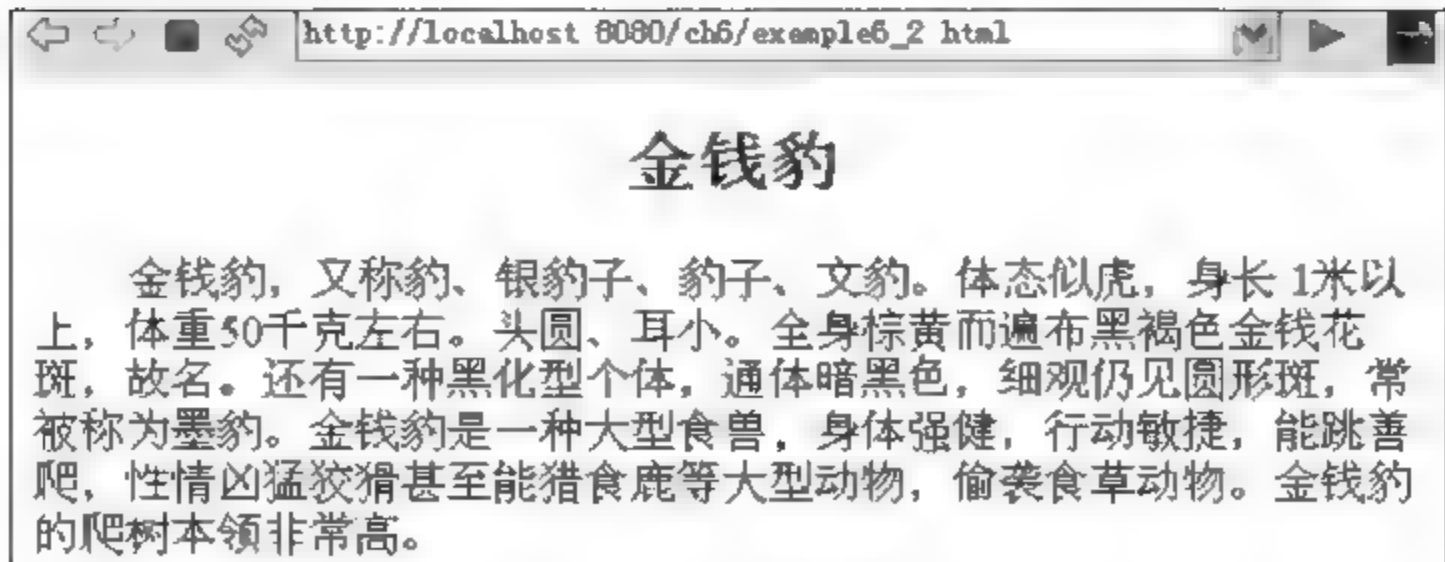 http://localhost 8080/ch6/example6_2 html
金钱豹
金钱豹，又称豹、银豹子、豹子、文豹。体态似虎，身长 1米以
上，体重50千克左右。头圆、耳小。全身棕黄而遍布黑褐色金钱花
斑，故名。还有一种黑化型个体，通体暗黑色，细观仍见圆形斑，常
被称为墨豹。金钱豹是一种大型食兽，身体强健，行动敏捷，能跳善
爬，性情凶猛狡猾甚至能猎食鹿等大型动物，偷袭食草动物。金钱豹
的爬树本领非常高。